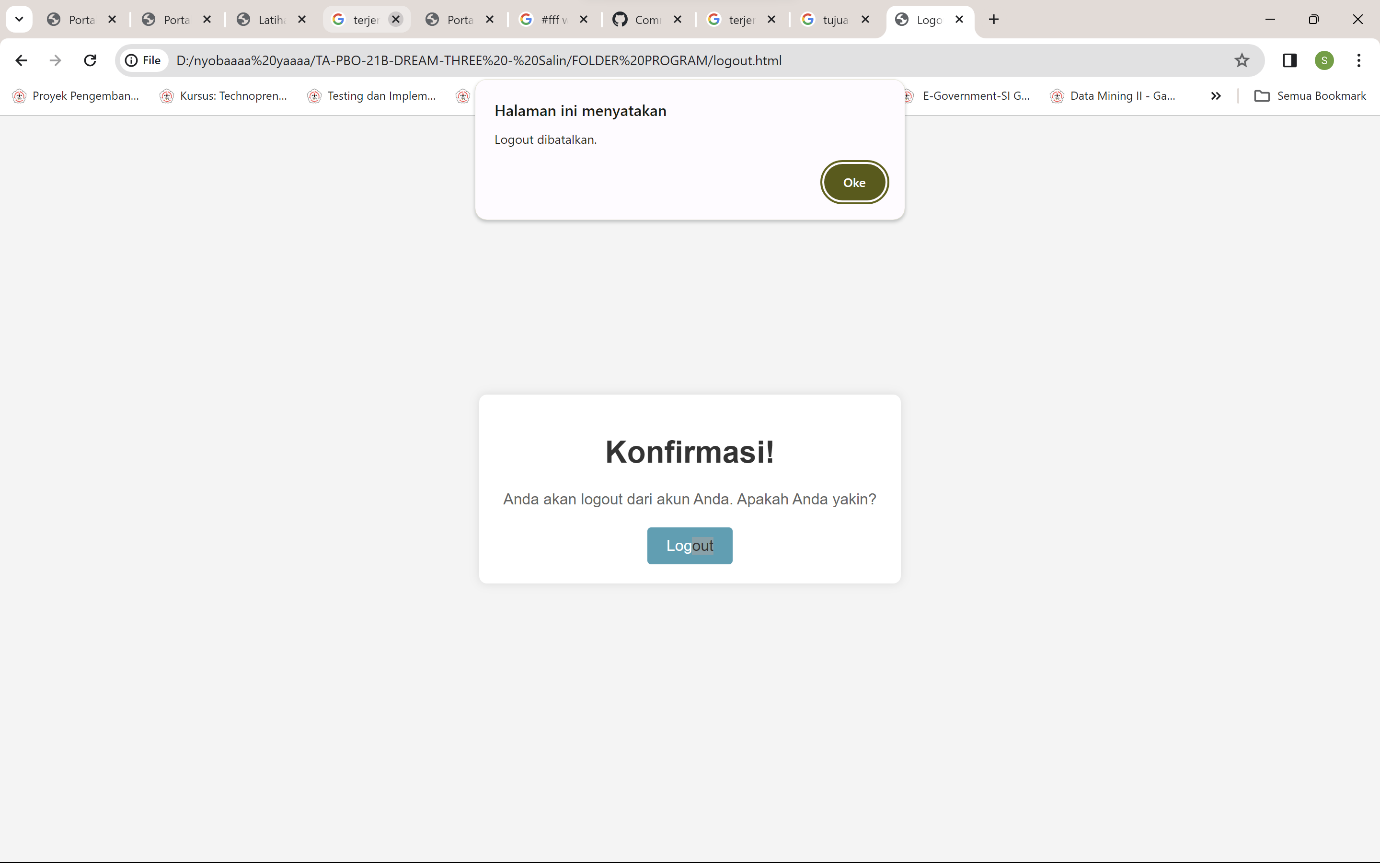 Porta
Porta
Latiha
terjer
Porta
#fff w
Com
terjer
tujua
Logo
File
D:/nyobaaaa%20yaaaa/TA-PBO-21B-DREAM-THREE%20-%20Salin/FOLDER%20PROGRAM/logout.html
S
Proyek Pengemban...
Kursus: Technopren...
Testing dan Implem...
E-Government-SI G...
Data Mining II - Ga...
Semua Bookmark
Halaman ini menyatakan
Logout dibatalkan.
Oke
Konfirmasi!
Anda akan logout dari akun Anda. Apakah Anda yakin?
Logout